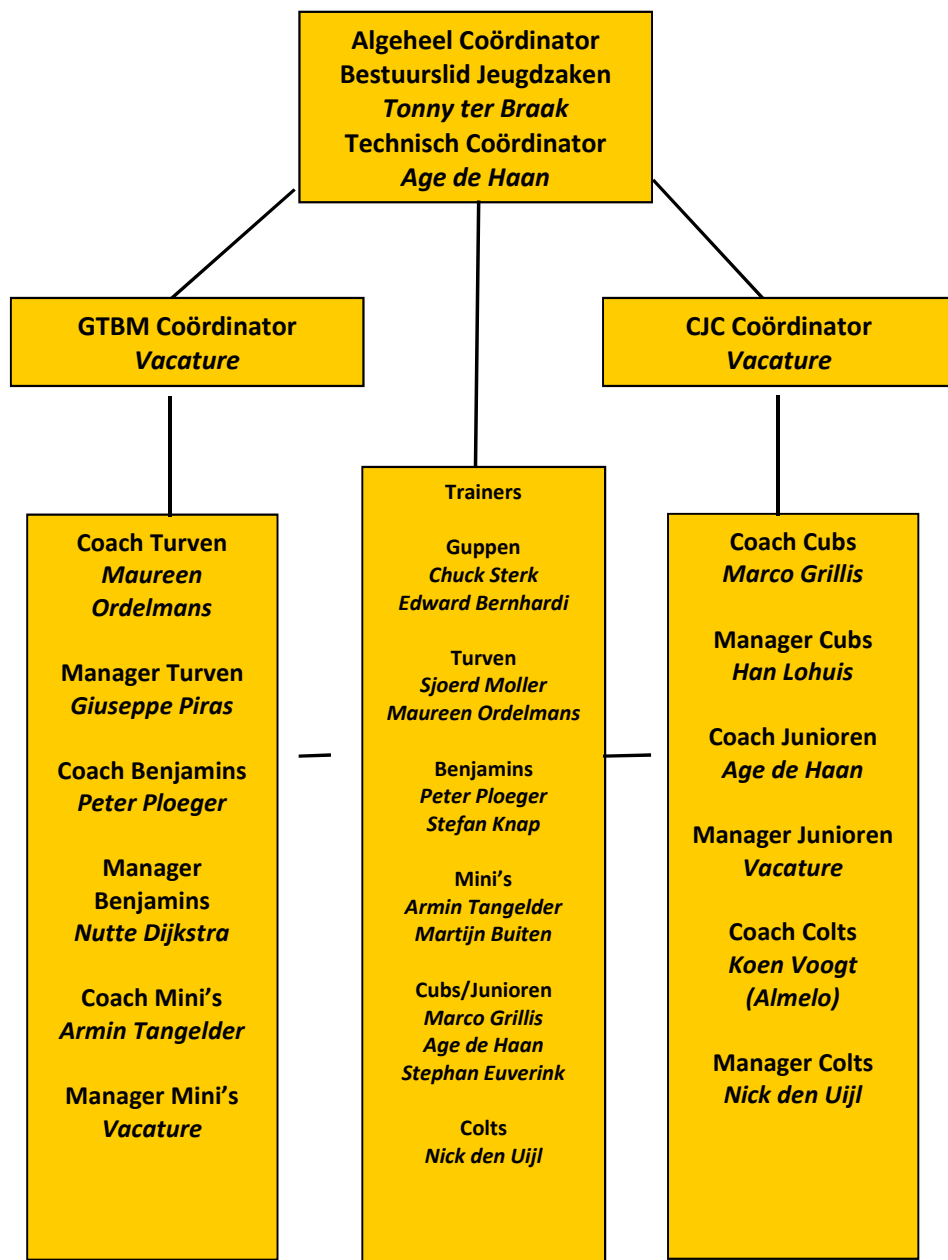 Algeheel Coördinator
Bestuurslid Jeugdzaken
Tonny ter Braak
Technisch Coördinator
Age de Haan
GTBM Coördinator
Vacature
CJC Coördinator
Vacature
Coach Turven
Maureen
Ordelmans
Manager Turven
Giuseppe Piras
Coach Benjamins
Peter Ploeger
Manager
Benjamins
Nutte Dijkstra
Coach Mini’s
Armin Tangelder
Manager Mini’s
Vacature
Trainers
Guppen
Chuck Sterk
Edward Bernhardi
Turven
Sjoerd Moller
Maureen Ordelmans
Benjamins
Peter Ploeger
Stefan Knap
Mini’s
Armin Tangelder
Martijn Buiten
Cubs/Junioren
Marco Grillis
Age de Haan
Stephan Euverink
Colts
Nick den Uijl
Coach Cubs
Marco Grillis
Manager Cubs
Han Lohuis
Coach Junioren
Age de Haan
Manager Junioren
Vacature
Coach Colts
Koen Voogt
(Almelo)
Manager Colts
Nick den Uijl